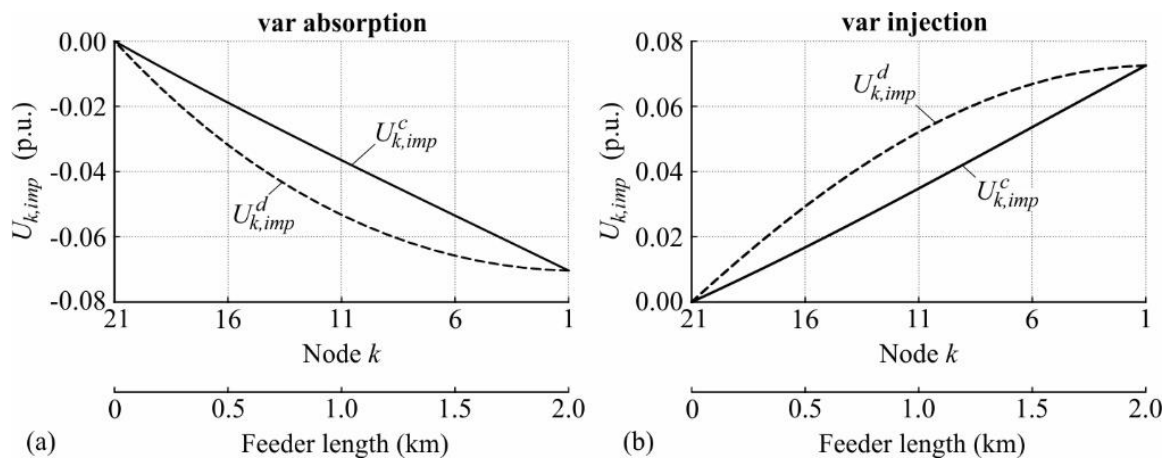 var absorption
0.00
-0.02
-0.04
-0.06
-0.08
U_{k,imp} (p.u.)
U^c_{k,imp}
U^d_{k,imp}
21 16 11 6 1
Node k
0 0.5 1.0 1.5 2.0
(a) Feeder length (km)
var injection
0.08
0.06
0.04
0.02
0.00
U_{k,imp} (p.u.)
U^d_{k,imp}
U^c_{k,imp}
21 16 11 6 1
Node k
0 0.5 1.0 1.5 2.0
(b) Feeder length (km)